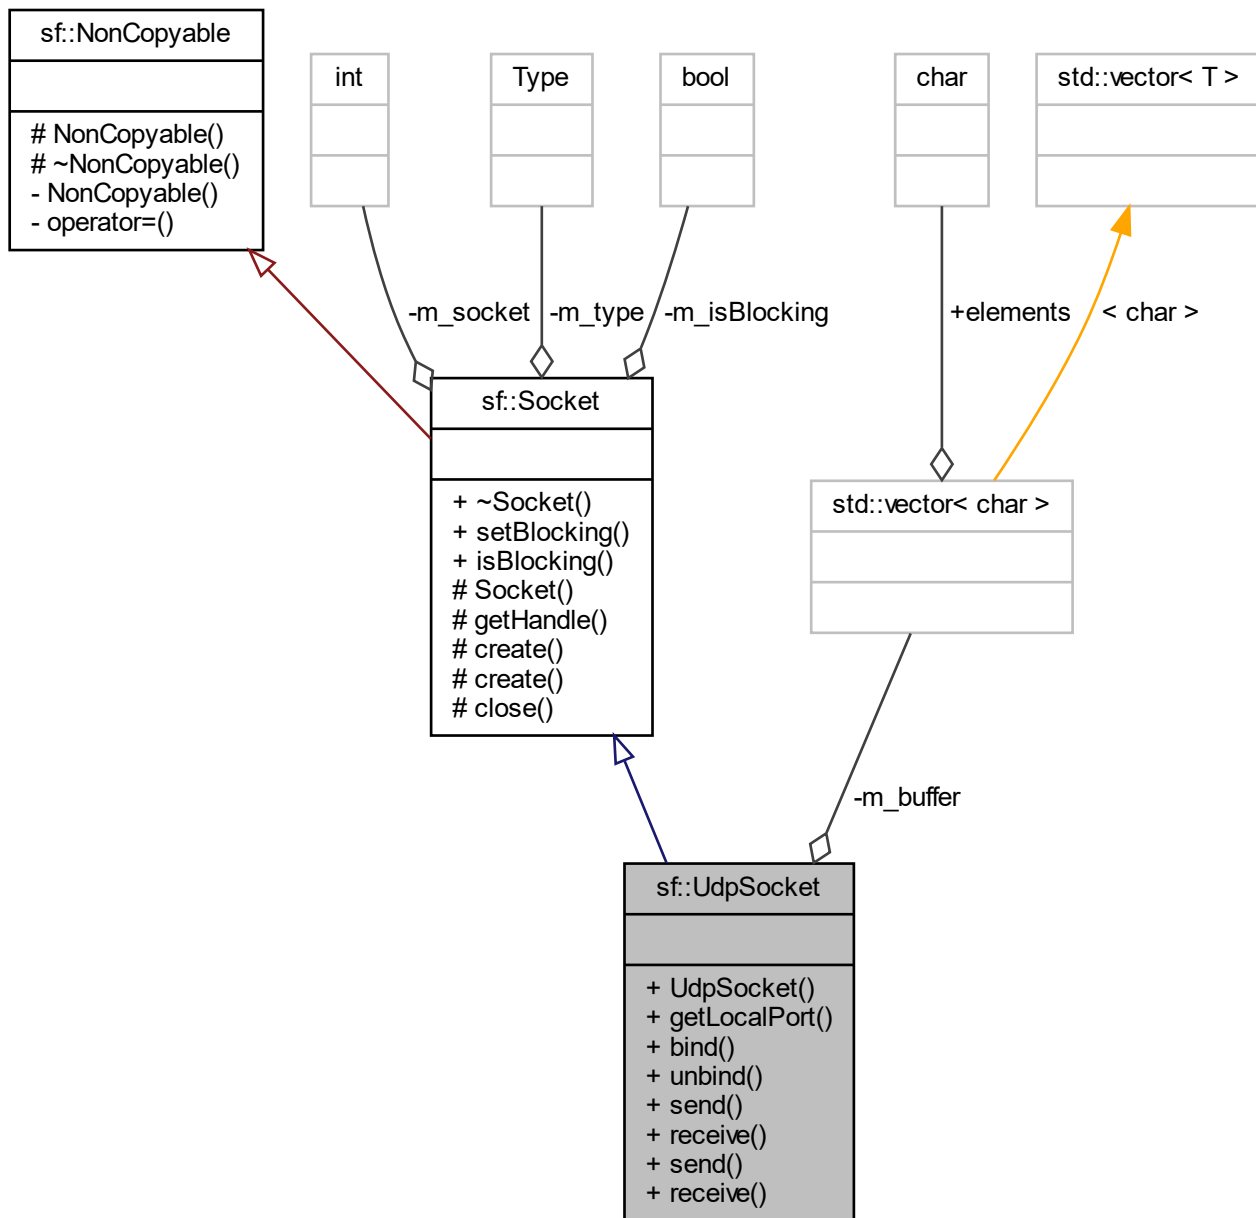 sf::NonCopyable
# NonCopyable()
# ~NonCopyable()
- NonCopyable()
- operator=()
int
Type
bool
char
std::vector< T >
-m_socket
-m_type
-m_isBlocking
+elements
< char >
sf::Socket
+ ~Socket()
+ setBlocking()
+ isBlocking()
# Socket()
# getHandle()
# create()
# create()
# close()
std::vector< char >
-m_buffer
sf::UdpSocket
+ UdpSocket()
+ getLocalPort()
+ bind()
+ unbind()
+ send()
+ receive()
+ send()
+ receive()